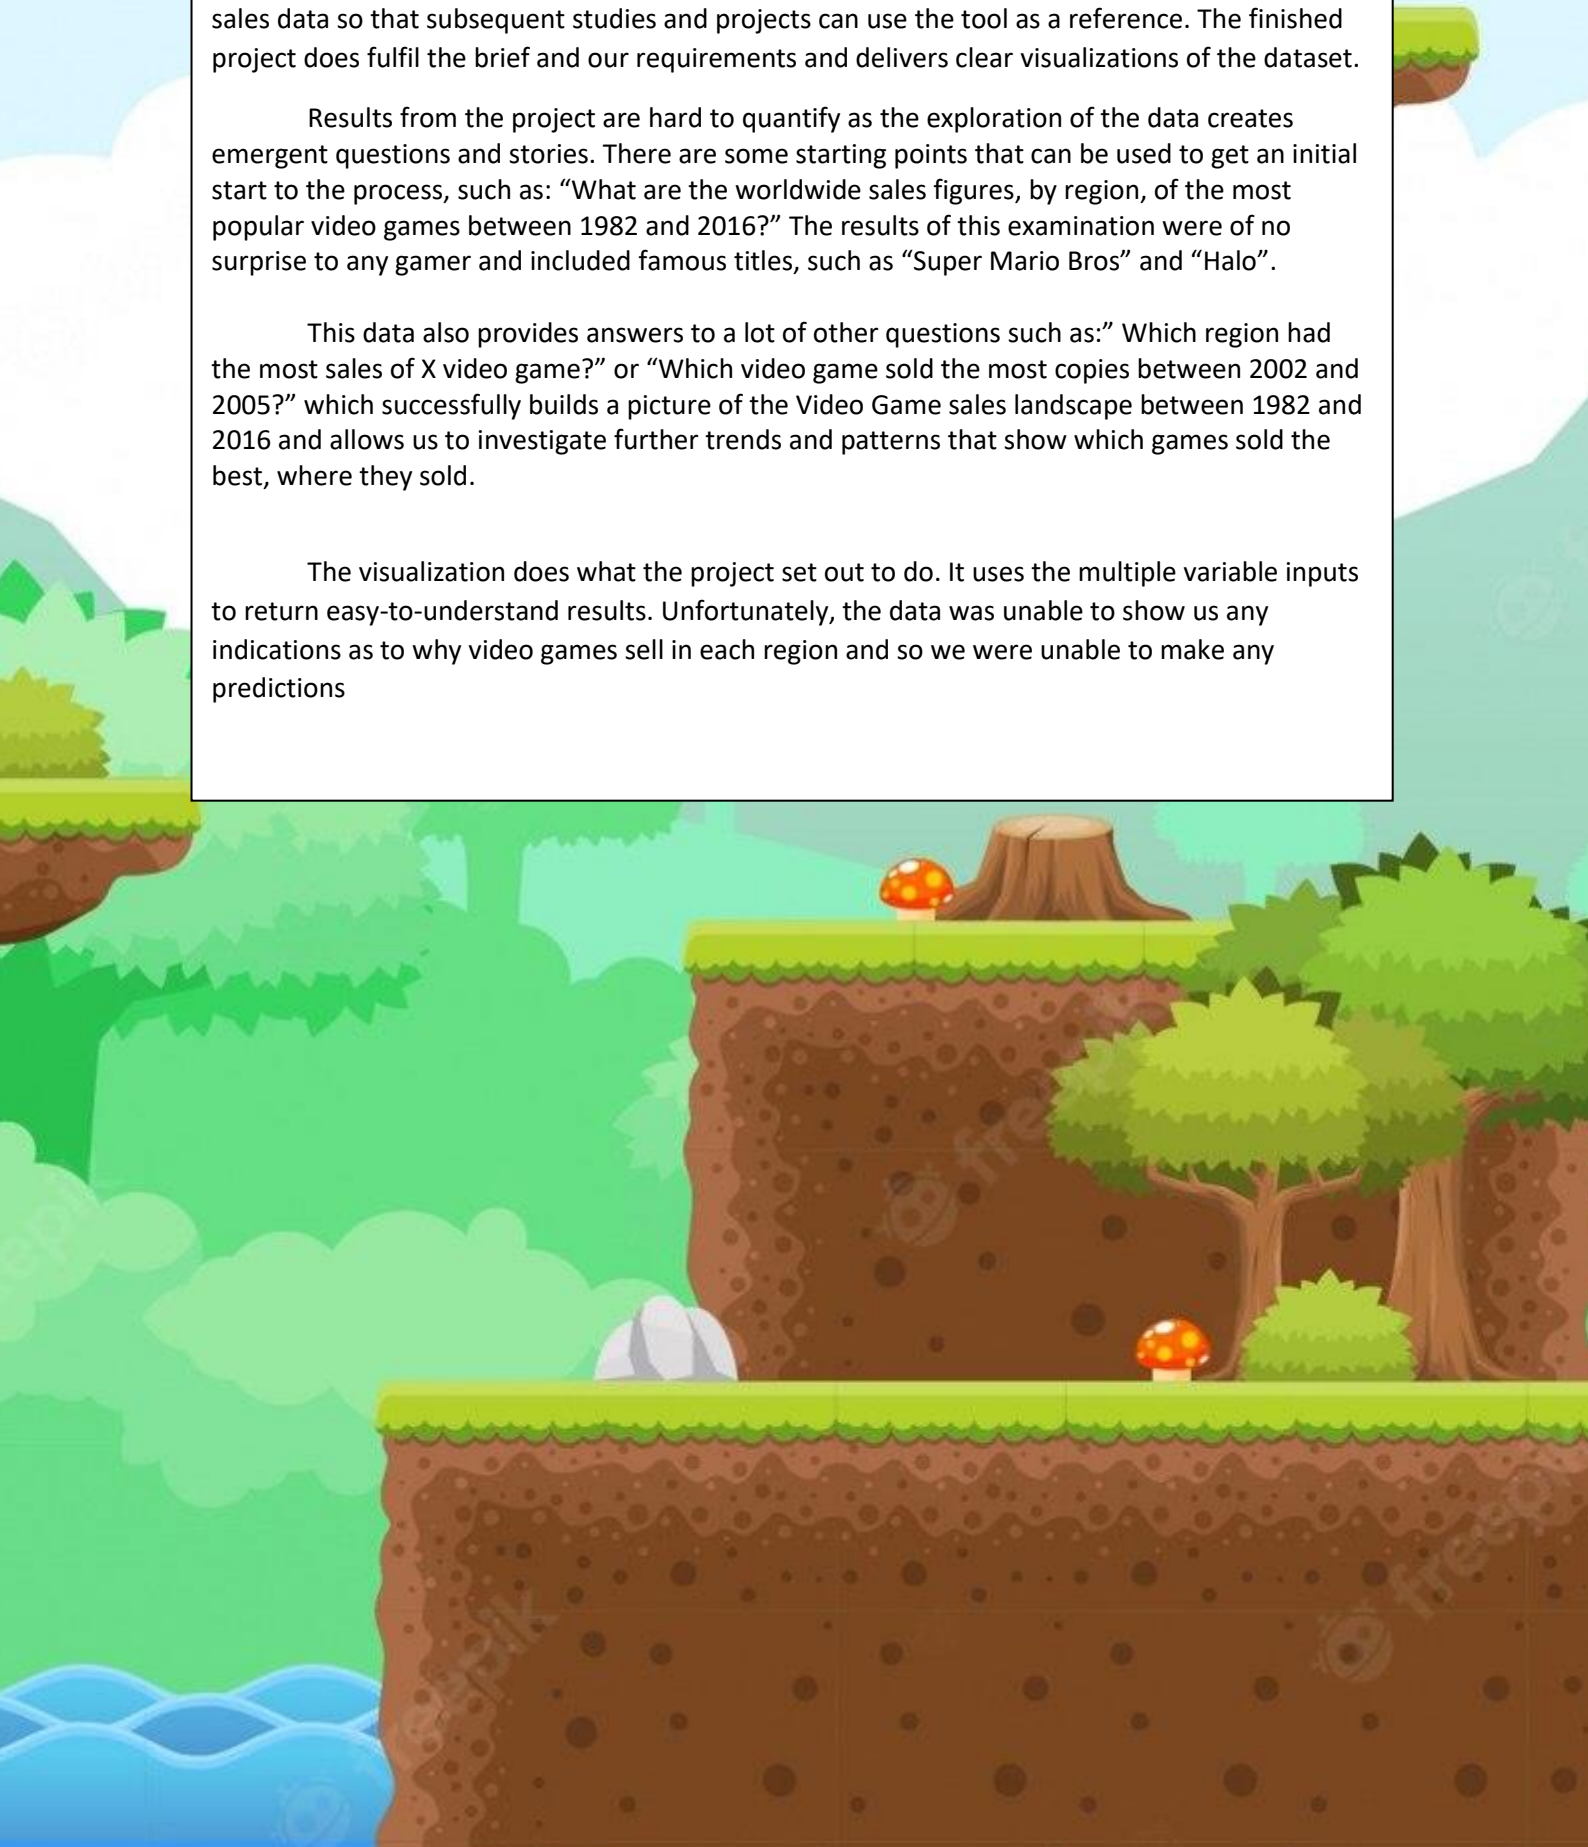 sales data so that subsequent studies and projects can use the tool as a reference. The finished
project does fulfil the brief and our requirements and delivers clear visualizations of the dataset.
Results from the project are hard to quantify as the exploration of the data creates
emergent questions and stories. There are some starting points that can be used to get an initial
start to the process, such as: “What are the worldwide sales figures, by region, of the most
popular video games between 1982 and 2016?” The results of this examination were of no
surprise to any gamer and included famous titles, such as “Super Mario Bros” and “Halo”.
This data also provides answers to a lot of other questions such as:” Which region had
the most sales of X video game?” or “Which video game sold the most copies between 2002 and
2005?” which successfully builds a picture of the Video Game sales landscape between 1982 and
2016 and allows us to investigate further trends and patterns that show which games sold the
best, where they sold.
The visualization does what the project set out to do. It uses the multiple variable inputs
to return easy-to-understand results. Unfortunately, the data was unable to show us any
indications as to why video games sell in each region and so we were unable to make any
predictions